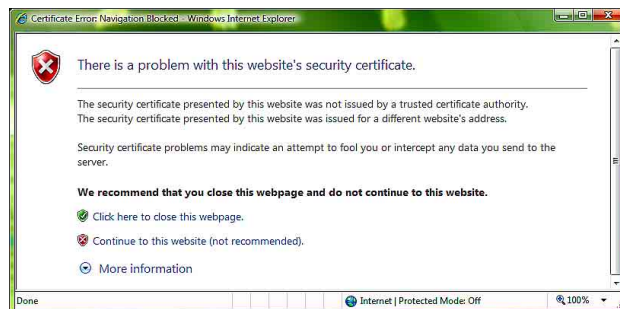 Certificate Error: Navigation Blocked - Windows Internet Explorer
There is a problem with this website's security certificate.
The security certificate presented by this website was not issued by a trusted certificate authority.
The security certificate presented by this website was issued for a different website's address.
Security certificate problems may indicate an attempt to fool you or intercept any data you send to the
server.
We recommend that you close this webpage and do not continue to this website.
Click here to close this webpage.
Continue to this website (not recommended).
More information
Done
Internet | Protected Mode: Off
100%